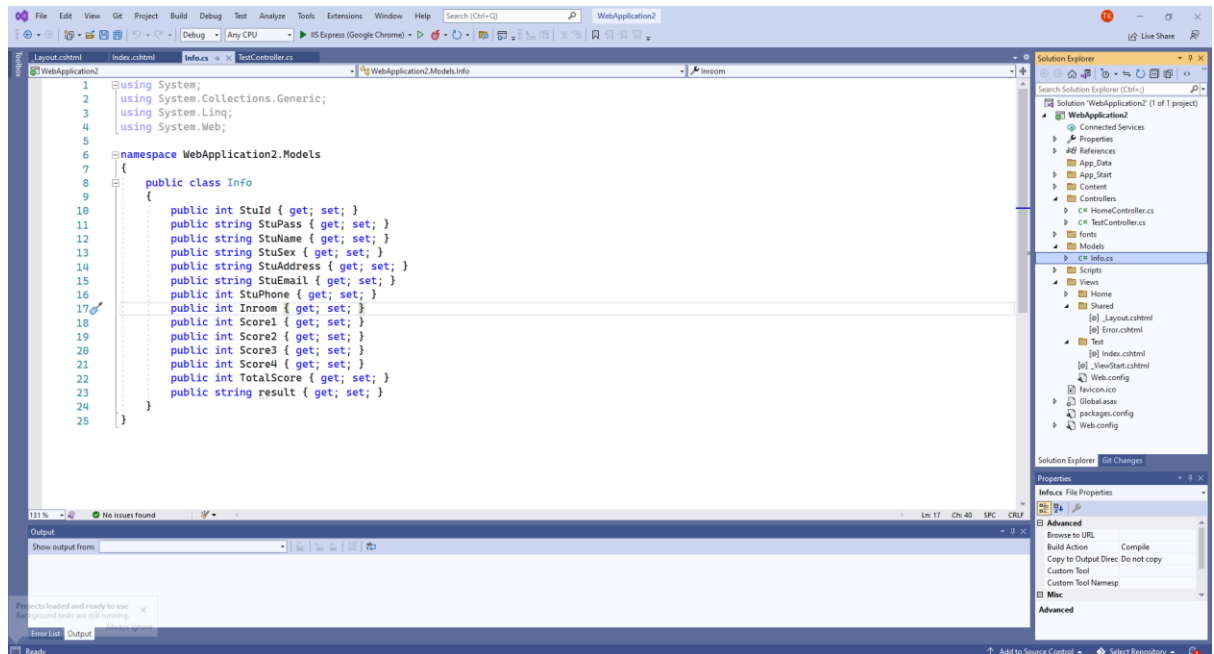 File Edit View Git Project Build Debug Test Analyze Tools Extensions Window Help Search (Ctrl+Q) WebApplication2 TK
Debug Any CPU IIS Express (Google Chrome) Live Share
Toolbox
_Layout.cshtml Index.cshtml Info.cs TestController.cs
WebApplication2 WebApplication2.Models.Info Inroom
1 using System;
2 using System.Collections.Generic;
3 using System.Linq;
4 using System.Web;
5
6 namespace WebApplication2.Models
7 {
8 public class Info
9 {
10 public int StuId { get; set; }
11 public string StuPass { get; set; }
12 public string StuName { get; set; }
13 public string StuSex { get; set; }
14 public string StuAddress { get; set; }
15 public string StuEmail { get; set; }
16 public int StuPhone { get; set; }
17 public int Inroom { get; set; }
18 public int Score1 { get; set; }
19 public int Score2 { get; set; }
20 public int Score3 { get; set; }
21 public int Score4 { get; set; }
22 public int TotalScore { get; set; }
23 public string result { get; set; }
24 }
25 }
131 % No issues found Ln: 17 Ch: 40 SPC CRLF
Output
Show output from:
Projects loaded and ready to use
Background tasks are still running.
Always ignore
Error List Output
Ready Add to Source Control Select Repository
Solution Explorer
Search Solution Explorer (Ctrl+;)
Solution 'WebApplication2' (1 of 1 project)
WebApplication2
Connected Services
Properties
References
App_Data
App_Start
Content
Controllers
C# HomeController.cs
C# TestController.cs
fonts
Models
C# Info.cs
Scripts
Views
Home
Shared
[@] _Layout.cshtml
[@] Error.cshtml
Test
[@] Index.cshtml
[@] _ViewStart.cshtml
Web.config
favicon.ico
Global.asax
packages.config
Web.config
Solution Explorer Git Changes
Properties
Info.cs File Properties
Advanced
Browse to URL
Build Action Compile
Copy to Output Direc Do not copy
Custom Tool
Custom Tool Namesp
Misc
Advanced